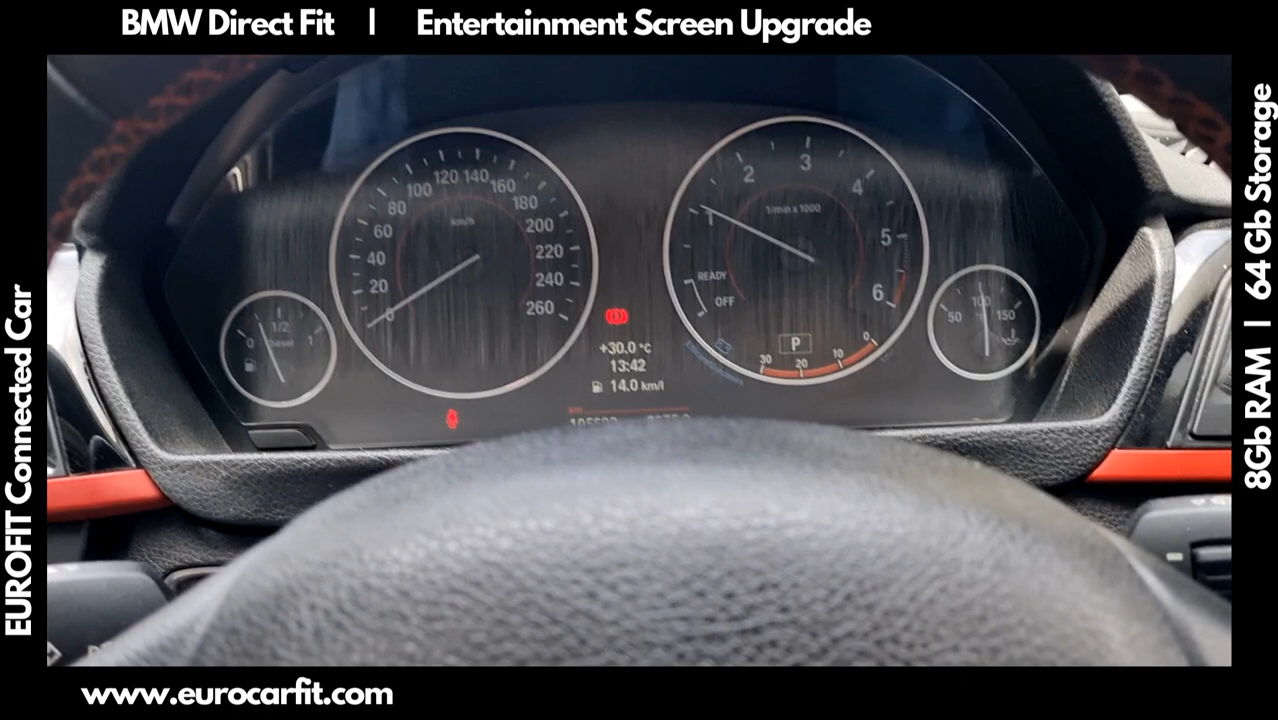 BMW Direct Fit | Entertainment Screen Upgrade
EUROFIT Connected Car
8Gb RAM | 64 Gb Storage
0 20 40 60 80 100 120 140 160 180 200 220 240 260
km/h
1 2 3 4 5 6
1/min x 1000
READY
OFF
0 1/2 1
Diesel
50 100 150
°F
P
30 20 10 0
+30.0 °C
13:42
14.0 km/l
km
www.eurocarfit.com